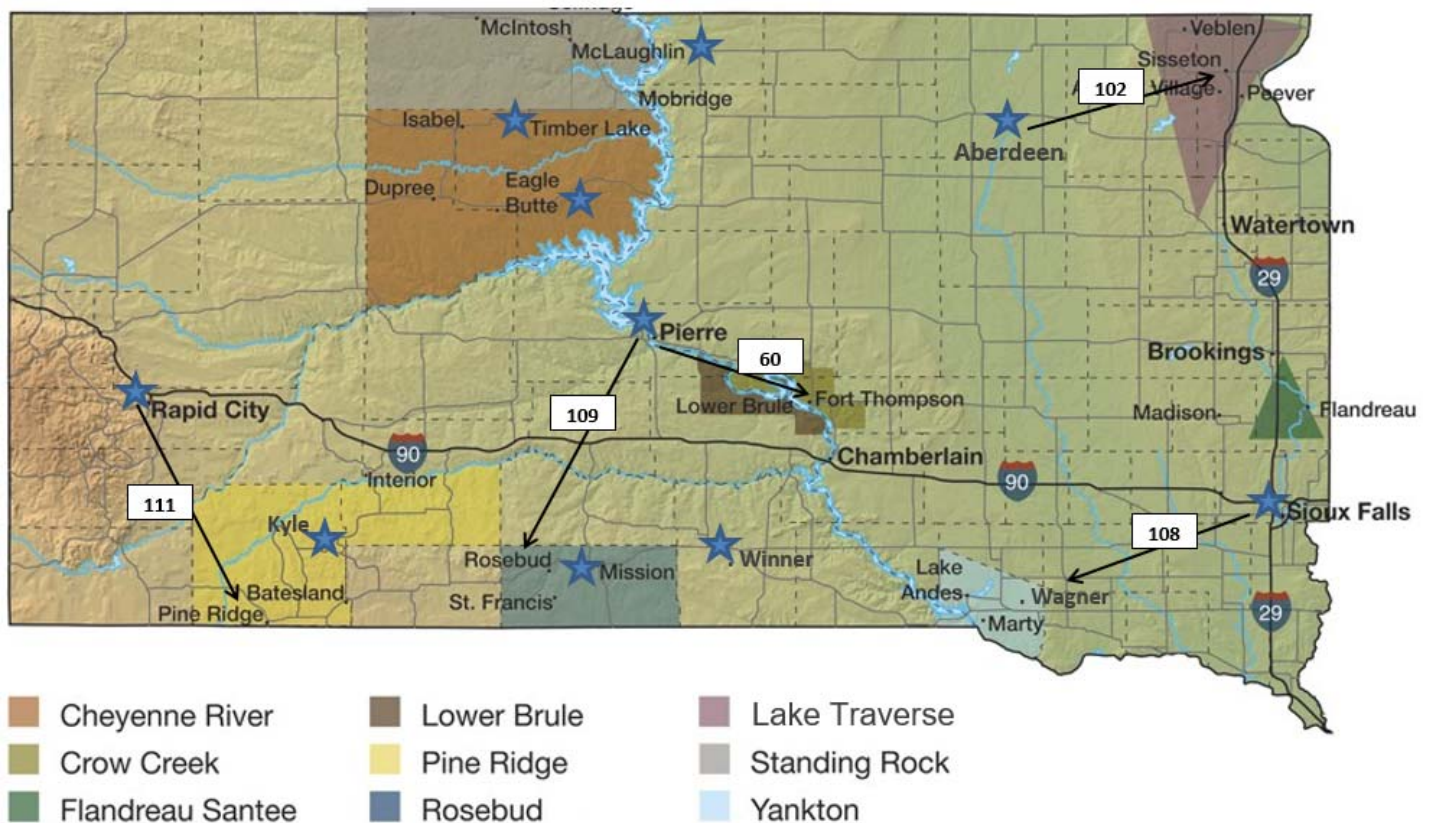 McIntosh
Veblen
McLaughlin
Sisseton
102
Village
Peever
Mobridge
Isabel
Timber Lake
Aberdeen
Dupree
Eagle
Butte
Watertown
29
Pierre
60
Brookings
Rapid City
109
Lower Brule
Fort Thompson
Madison
Flandreau
90
Chamberlain
Interior
90
111
Sioux Falls
Kyle
108
Rosebud
Mission
Winner
Lake
Andes
Batesland
St. Francis
Wagner
Pine Ridge
Marty
29
Cheyenne River
Lower Brule
Lake Traverse
Crow Creek
Pine Ridge
Standing Rock
Flandreau Santee
Rosebud
Yankton